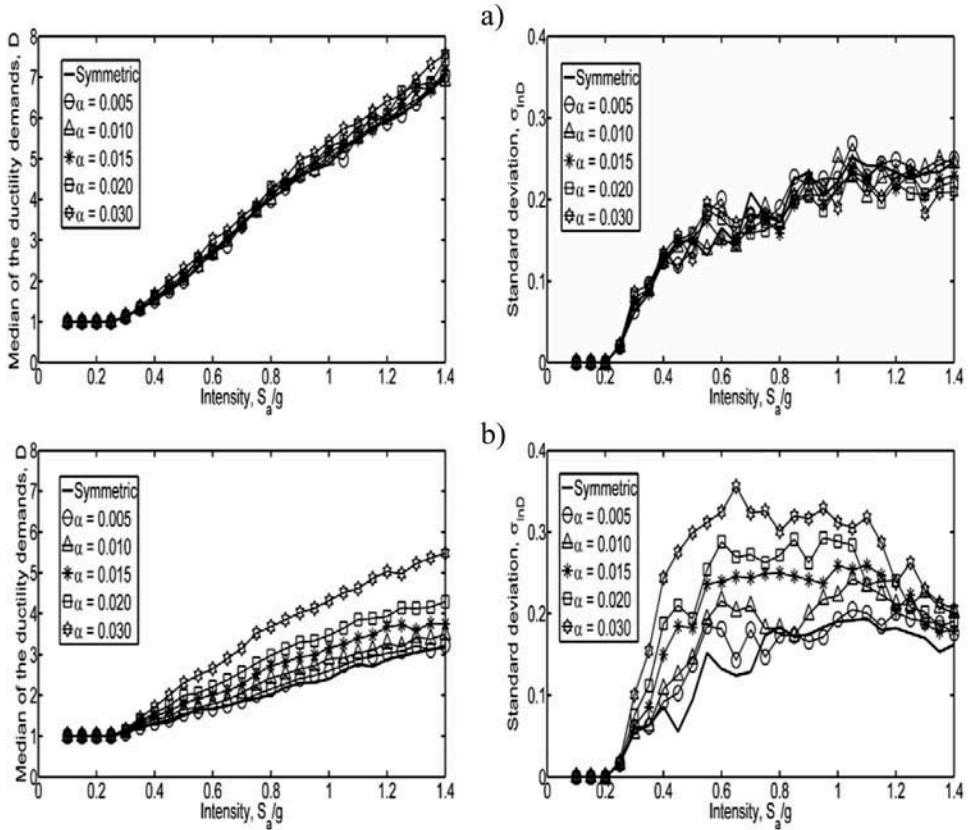 a)
Median of the ductility demands, D
8
7
6
5
4
3
2
1
0
Symmetric
α = 0.005
α = 0.010
α = 0.015
α = 0.020
α = 0.030
0 0.2 0.4 0.6 0.8 1 1.2 1.4
Intensity, Sa/g
Standard deviation, σlnD
0.4
0.3
0.2
0.1
0
Symmetric
α = 0.005
α = 0.010
α = 0.015
α = 0.020
α = 0.030
0 0.2 0.4 0.6 0.8 1 1.2 1.4
Intensity, Sa/g
b)
Median of the ductility demands, D
8
7
6
5
4
3
2
1
0
Symmetric
α = 0.005
α = 0.010
α = 0.015
α = 0.020
α = 0.030
0 0.2 0.4 0.6 0.8 1 1.2 1.4
Intensity, Sa/g
Standard deviation, σlnD
0.4
0.3
0.2
0.1
0
Symmetric
α = 0.005
α = 0.010
α = 0.015
α = 0.020
α = 0.030
0 0.2 0.4 0.6 0.8 1 1.2 1.4
Intensity, Sa/g